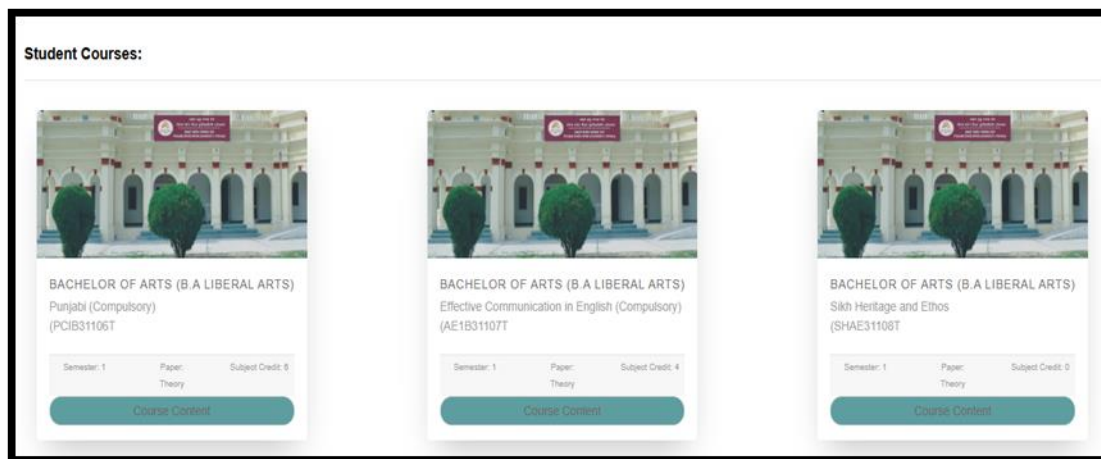 Student Courses:
BACHELOR OF ARTS (B.A LIBERAL ARTS)
Punjabi (Compulsory)
(PCIB31106T
Semester: 1 Paper: Subject Credit: 6
Theory
Course Content
BACHELOR OF ARTS (B.A LIBERAL ARTS)
Effective Communication in English (Compulsory)
(AE1B31107T
Semester: 1 Paper: Subject Credit: 4
Theory
Course Content
BACHELOR OF ARTS (B.A LIBERAL ARTS)
Sikh Heritage and Ethos
(SHAE31108T
Semester: 1 Paper: Subject Credit: 0
Theory
Course Content